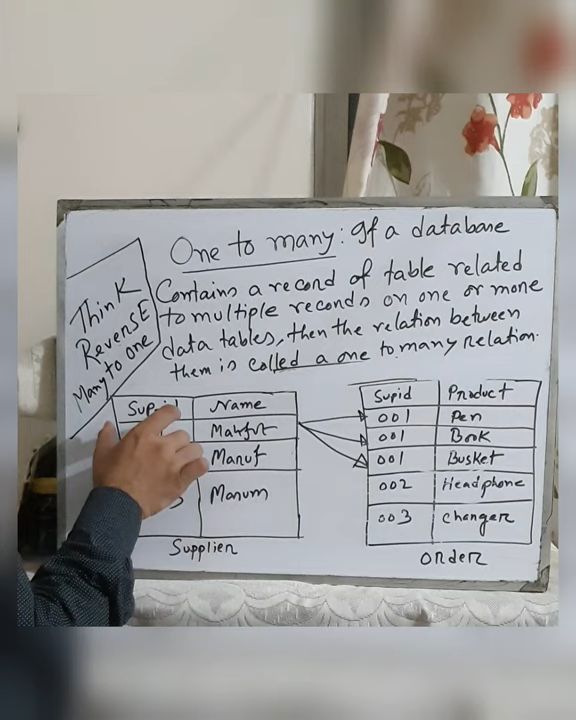 One to many: If a database
Contains a record of table related
to multiple records on one or more
data tables, then the relation between
them is called a one to many relation.
Think
Reverse
Many to one
Supid Name
Manuf
Manum
Supplier
Supid Product
001 Pen
001 Book
001 Busket
002 Headphone
003 Changer
Order